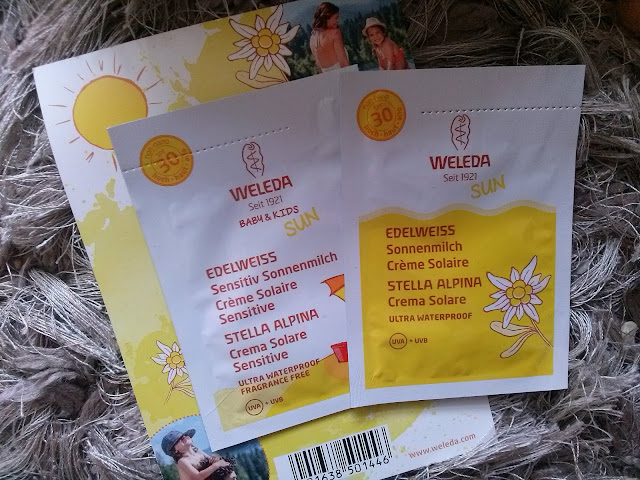 30
WELEDA
Seit 1921
BABY & KIDS
SUN
EDELWEISS
Sensitiv Sonnenmilch
Crème Solaire
Sensitive
STELLA ALPINA
Crema Solare
Sensitive
ULTRA WATERPROOF
FRAGRANCE FREE
UVA + UVB
30
WELEDA
Seit 1921
SUN
EDELWEISS
Sonnenmilch
Crème Solaire
STELLA ALPINA
Crema Solare
ULTRA WATERPROOF
UVA + UVB
www.weleda.com
1638 501446